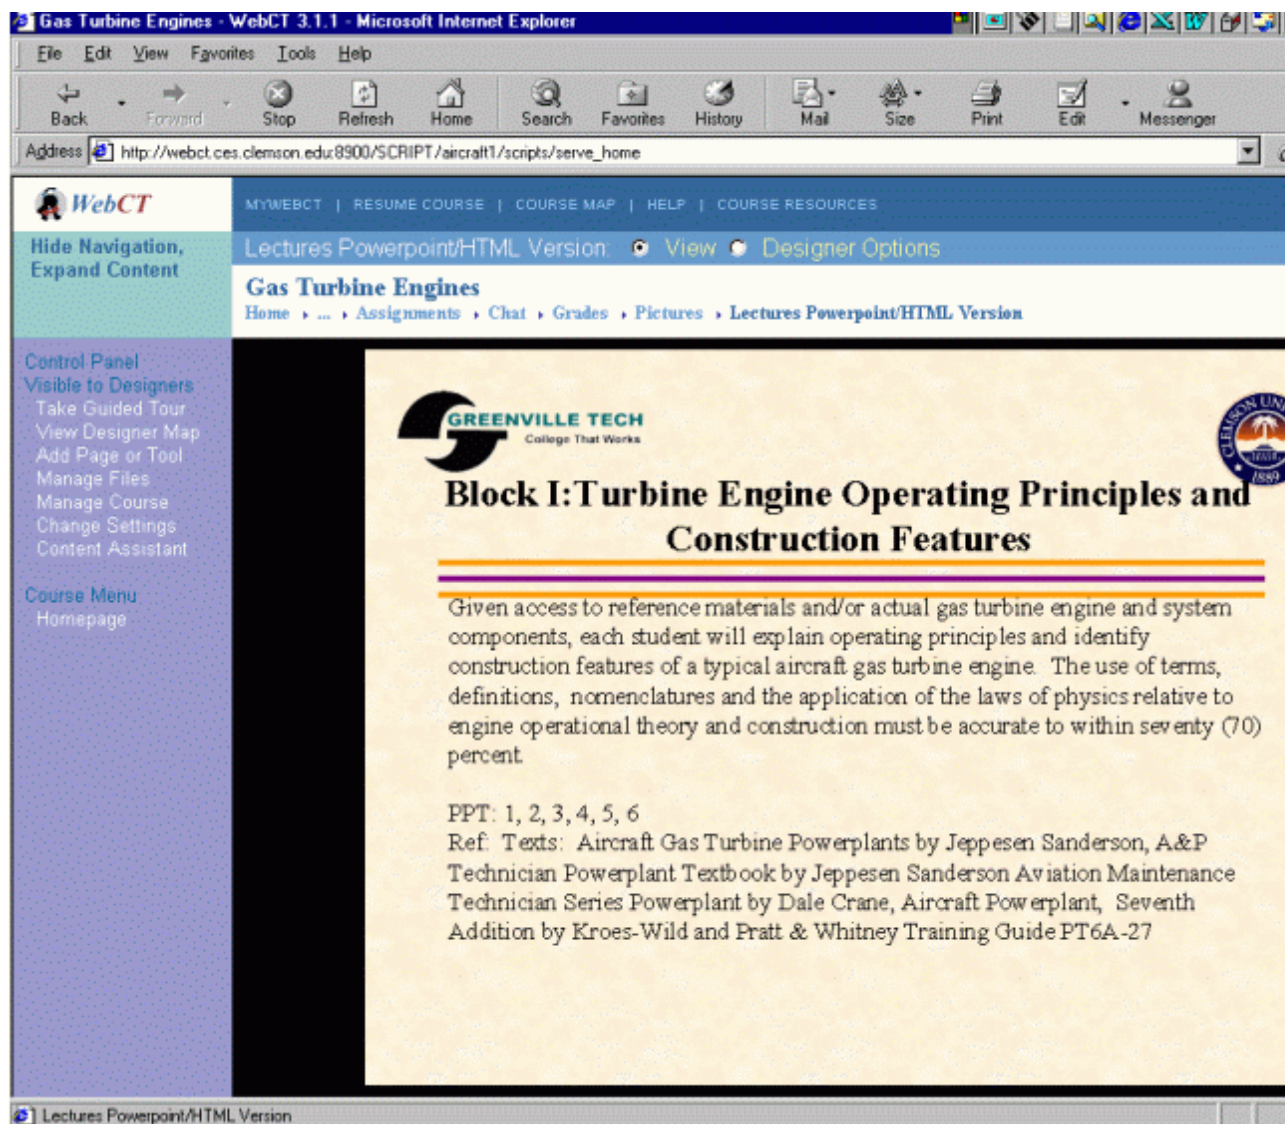 Gas Turbine Engines - WebCT 3.1.1 - Microsoft Internet Explorer
File Edit View Favorites Tools Help
Back Forward Stop Refresh Home Search Favorites History Mail Size Print Edit Messenger
Address http://webct.ces.clemson.edu:8900/SCRIPT/aircraft1/scripts/serve_home
WebCT
MYWEBCT | RESUME COURSE | COURSE MAP | HELP | COURSE RESOURCES
Hide Navigation,
Expand Content
Lectures Powerpoint/HTML Version: View Designer Options
Gas Turbine Engines
Home ... Assignments Chat Grades Pictures Lectures Powerpoint/HTML Version
Control Panel
Visible to Designers
Take Guided Tour
View Designer Map
Add Page or Tool
Manage Files
Manage Course
Change Settings
Content Assistant
Course Menu
Homepage
GREENVILLE TECH
College That Works
CLEMSON UN
1889
Block I:Turbine Engine Operating Principles and
Construction Features
Given access to reference materials and/or actual gas turbine engine and system
components, each student will explain operating principles and identify
construction features of a typical aircraft gas turbine engine. The use of terms,
definitions, nomenclatures and the application of the laws of physics relative to
engine operational theory and construction must be accurate to within seventy (70)
percent.
PPT: 1, 2, 3, 4, 5, 6
Ref: Texts: Aircraft Gas Turbine Powerplants by Jeppesen Sanderson, A&P
Technician Powerplant Textbook by Jeppesen Sanderson Aviation Maintenance
Technician Series Powerplant by Dale Crane, Aircraft Powerplant, Seventh
Addition by Kroes-Wild and Pratt & Whitney Training Guide PT6A-27
Lectures Powerpoint/HTML Version